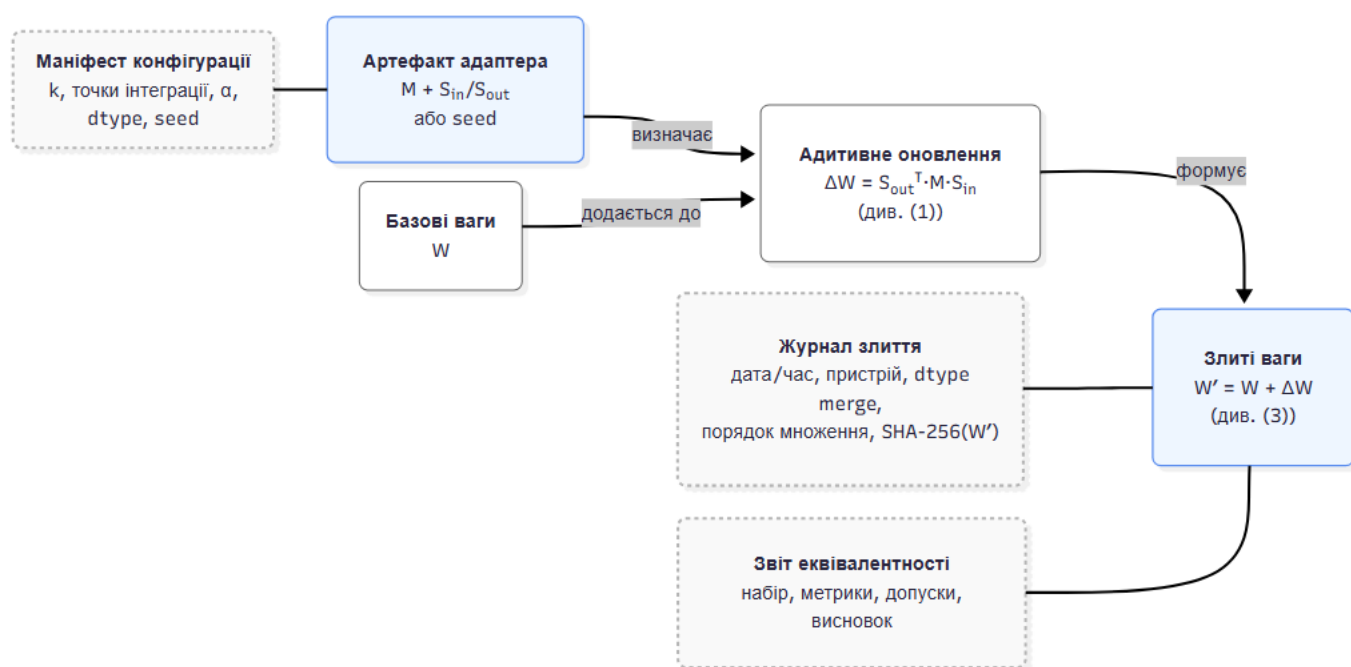 Маніфест конфігурації
k, точки інтеграції, α,
dtype, seed
Артефакт адаптера
M + S_in/S_out
або seed
визначає
Базові ваги
W
додається до
Адитивне оновлення
ΔW = S_out^T·M·S_in
(див. (1))
формує
Журнал злиття
дата/час, пристрій, dtype
merge,
порядок множення, SHA-256(W′)
Злиті ваги
W′ = W + ΔW
(див. (3))
Звіт еквівалентності
набір, метрики, допуски,
висновок